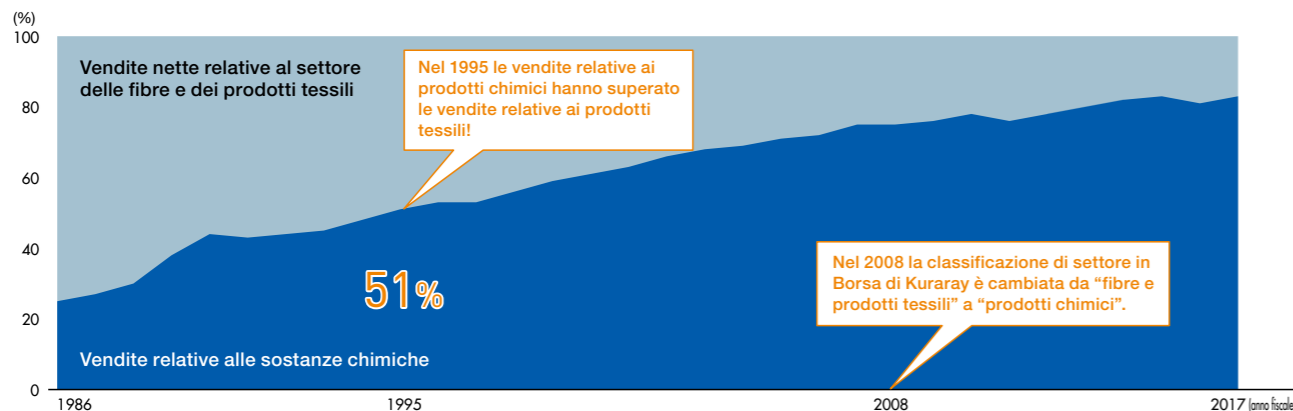 (%)
100
80
60
40
20
0
Vendite nette relative al settore
delle fibre e dei prodotti tessili
Nel 1995 le vendite relative ai
prodotti chimici hanno superato
le vendite relative ai prodotti
tessili!
51%
Nel 2008 la classificazione di settore in
Borsa di Kuraray è cambiata da “fibre e
prodotti tessili” a “prodotti chimici”.
Vendite relative alle sostanze chimiche
1986
1995
2008
2017 (anno fiscale